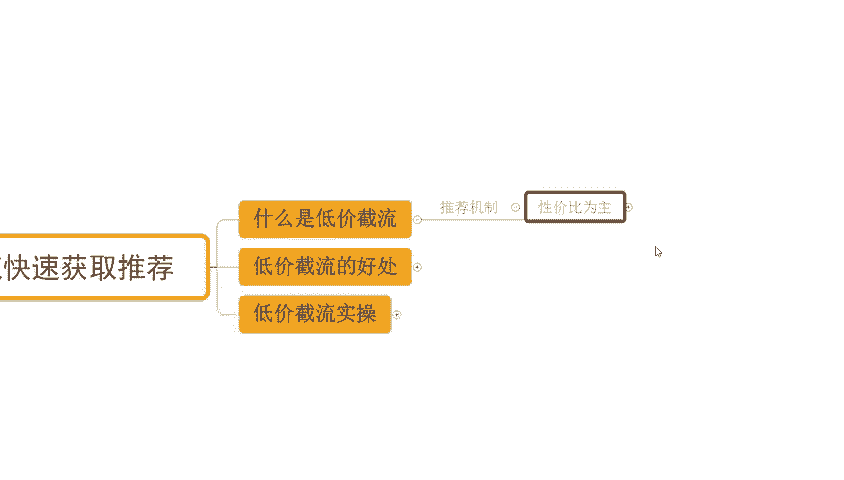 什么是低价截流
推荐机制
性价比为主
快速获取推荐
低价截流的好处
低价截流实操